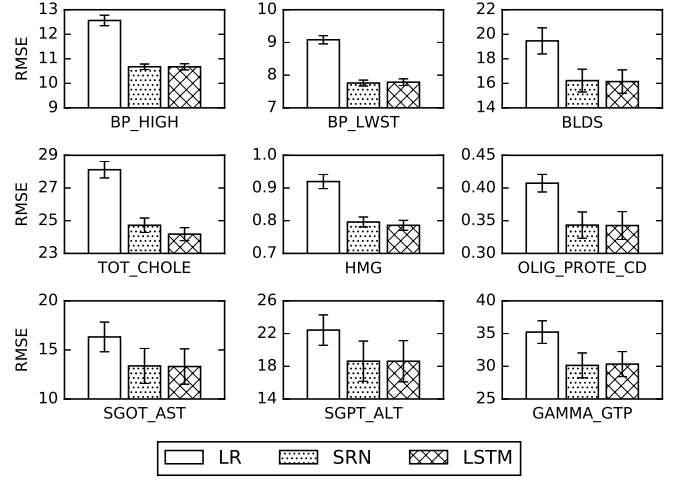 RMSE
13
12
11
10
9
BP_HIGH
10
9
8
7
BP_LWST
22
20
18
16
14
BLDS
RMSE
29
27
25
23
TOT_CHOLE
1.0
0.9
0.8
0.7
HMG
0.45
0.40
0.35
0.30
OLIG_PROTE_CD
RMSE
20
15
10
SGOT_AST
26
22
18
14
SGPT_ALT
40
35
30
25
GAMMA_GTP
LR SRN LSTM